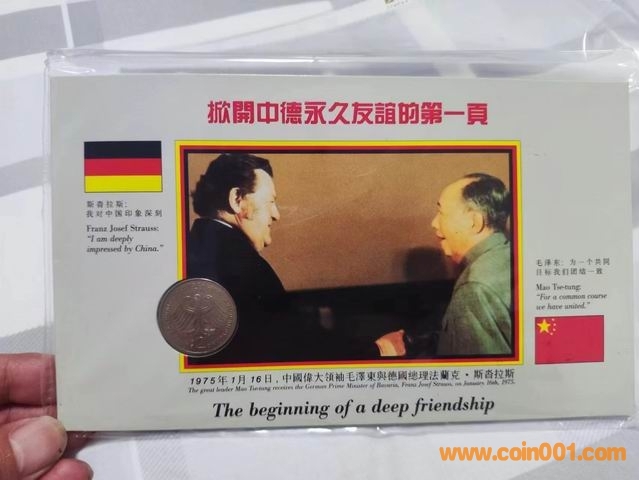 掀開中德永久友誼的第一頁
斯沓拉斯:
我对中国印象深刻
Franz Josef Strauss:
"I am deeply
impressed by China."
毛泽东: 为一个共同
目标我们团结一致
Mao Tse-tung:
"For a common course
we have united."
1975年1月16日,中國偉大領袖毛澤東與德國總理法蘭克·斯沓拉斯
The great leader Mao Tse-tung receives the German Prime Minister of Bavaria, Franz Josef Strauss, on January 16th, 1975.
The beginning of a deep friendship
www.coin001.com